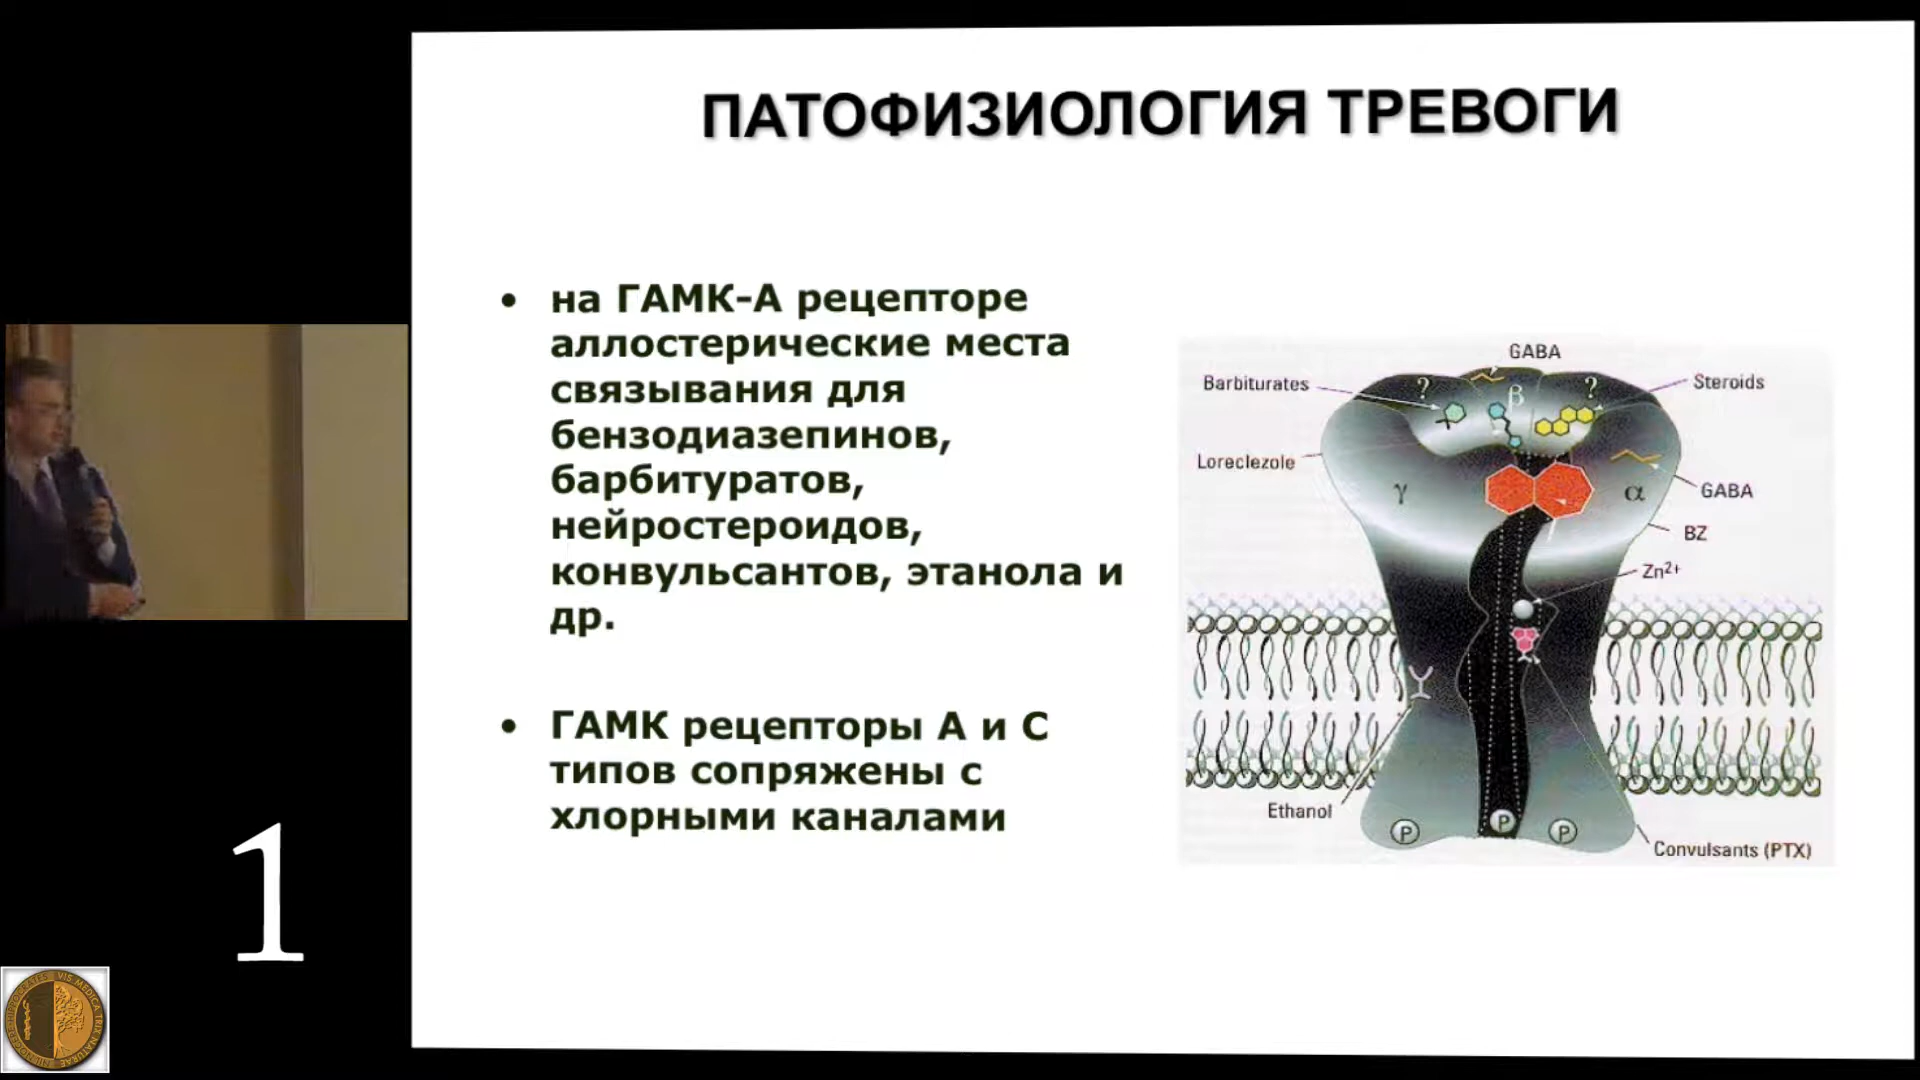 ПАТОФИЗИОЛОГИЯ ТРЕВОГИ
• на ГАМК-А рецепторе
аллостерические места
связывания для
бензодиазепинов,
барбитуратов,
нейростероидов,
конвульсантов, этанола и
др.
• ГАМК рецепторы А и С
типов сопряжены с
хлорными каналами
GABA
Barbiturates
?
β
?
Steroids
Loreclezole
γ
α
GABA
BZ
Zn²⁺
Ethanol
P
P
P
Convulsants (PTX)
1